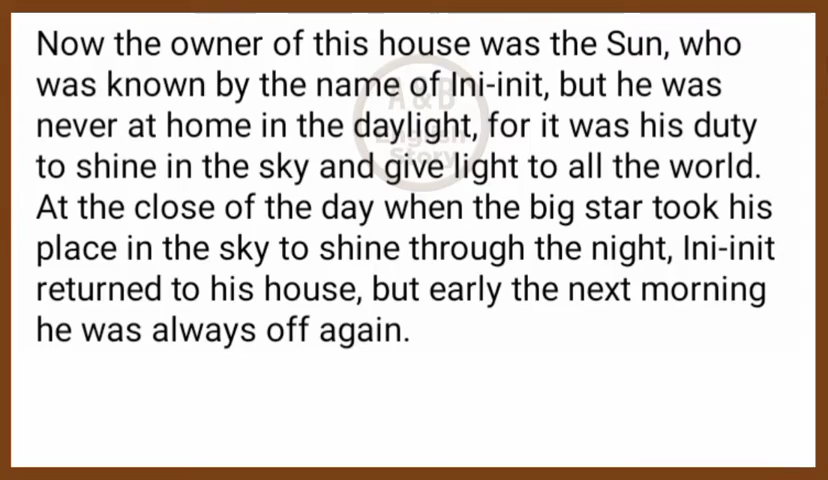 Now the owner of this house was the Sun, who
was known by the name of Ini-init, but he was
never at home in the daylight, for it was his duty
to shine in the sky and give light to all the world.
At the close of the day when the big star took his
place in the sky to shine through the night, Ini-init
returned to his house, but early the next morning
he was always off again.
A & B
English
Story